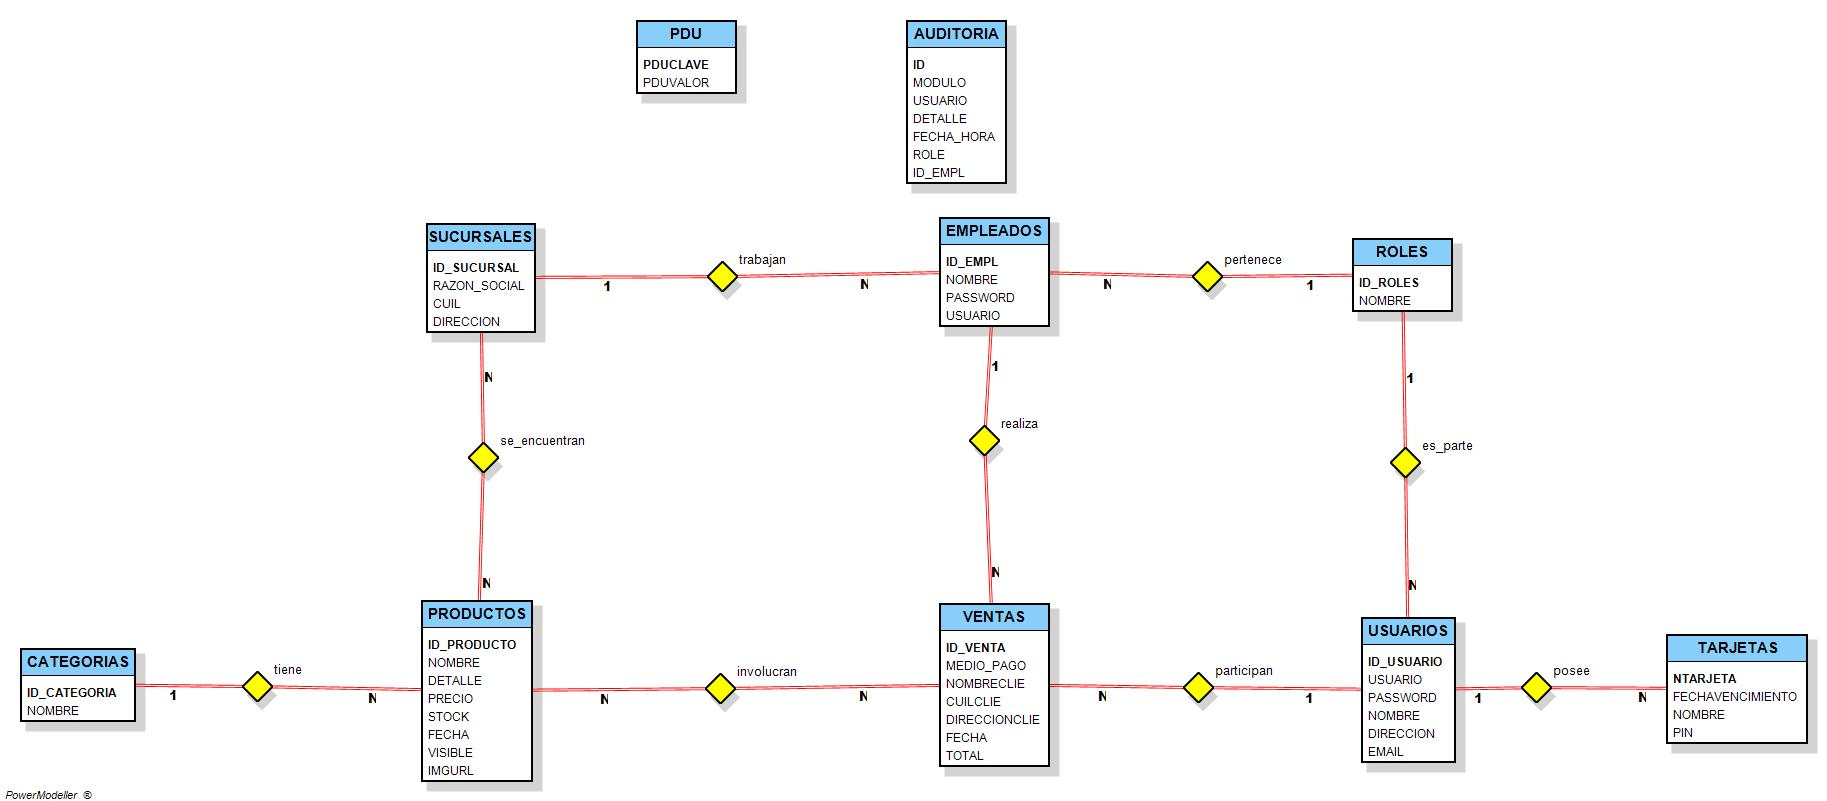 PDU
PDUCLAVE
PDUVALOR
AUDITORIA
ID
MODULO
USUARIO
DETALLE
FECHA_HORA
ROLE
ID_EMPL
SUCURSALES
ID_SUCURSAL
RAZON_SOCIAL
CUIL
DIRECCION
1
trabajan
N
EMPLEADOS
ID_EMPL
NOMBRE
PASSWORD
USUARIO
N
pertenece
1
ROLES
ID_ROLES
NOMBRE
N
se_encuentran
N
1
realiza
N
1
es_parte
N
CATEGORIAS
ID_CATEGORIA
NOMBRE
1
tiene
N
PRODUCTOS
ID_PRODUCTO
NOMBRE
DETALLE
PRECIO
STOCK
FECHA
VISIBLE
IMGURL
N
involucran
N
VENTAS
ID_VENTA
MEDIO_PAGO
NOMBRECLIE
CUILCLIE
DIRECCIONCLIE
FECHA
TOTAL
N
participan
1
USUARIOS
ID_USUARIO
USUARIO
PASSWORD
NOMBRE
DIRECCION
EMAIL
1
posee
N
TARJETAS
NTARJETA
FECHAVENCIMIENTO
NOMBRE
PIN
PowerModeller ®